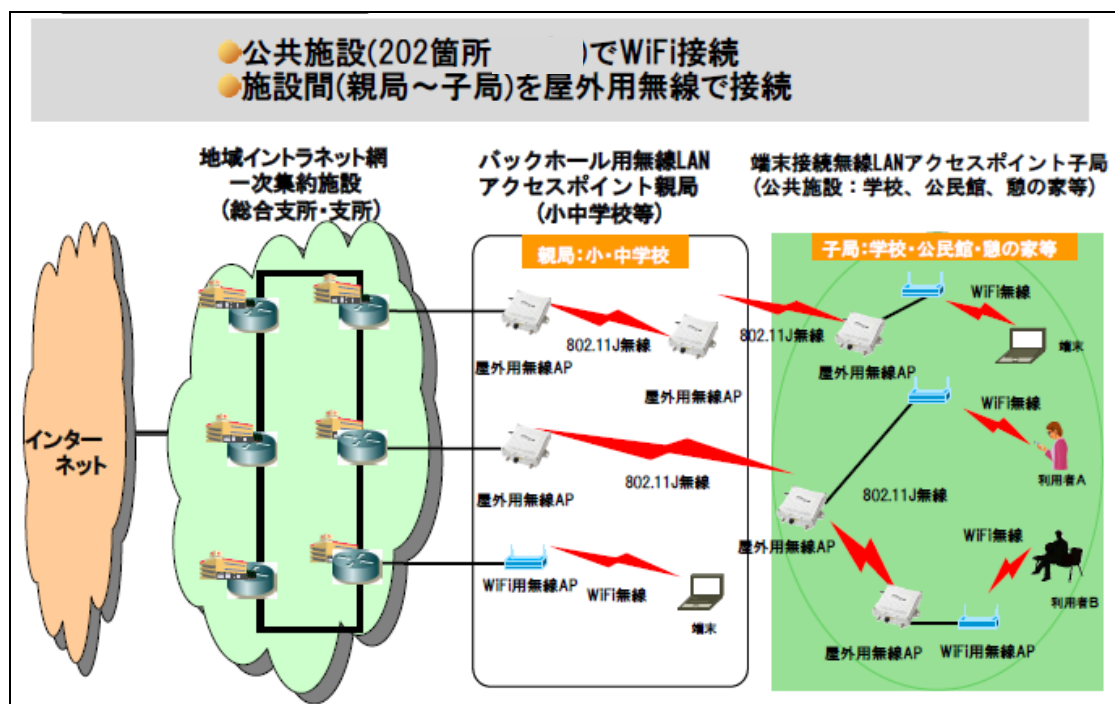 ●公共施設(202箇所 )でWiFi接続
●施設間(親局～子局)を屋外用無線で接続
地域イントラネット網
一次集約施設
(総合支所・支所)
バックホール用無線LAN
アクセスポイント親局
(小中学校等)
端末接続無線LANアクセスポイント子局
(公共施設：学校、公民館、憩の家等)
親局：小・中学校
子局：学校・公民館・憩の家等
インター
ネット
屋外用無線AP
802.11J無線
屋外用無線AP
802.11J無線
屋外用無線AP
WiFi無線
端末
屋外用無線AP
802.11J無線
WiFi無線
利用者A
802.11J無線
屋外用無線AP
WiFi用無線AP
WiFi無線
端末
WiFi無線
利用者B
屋外用無線AP
WiFi用無線AP